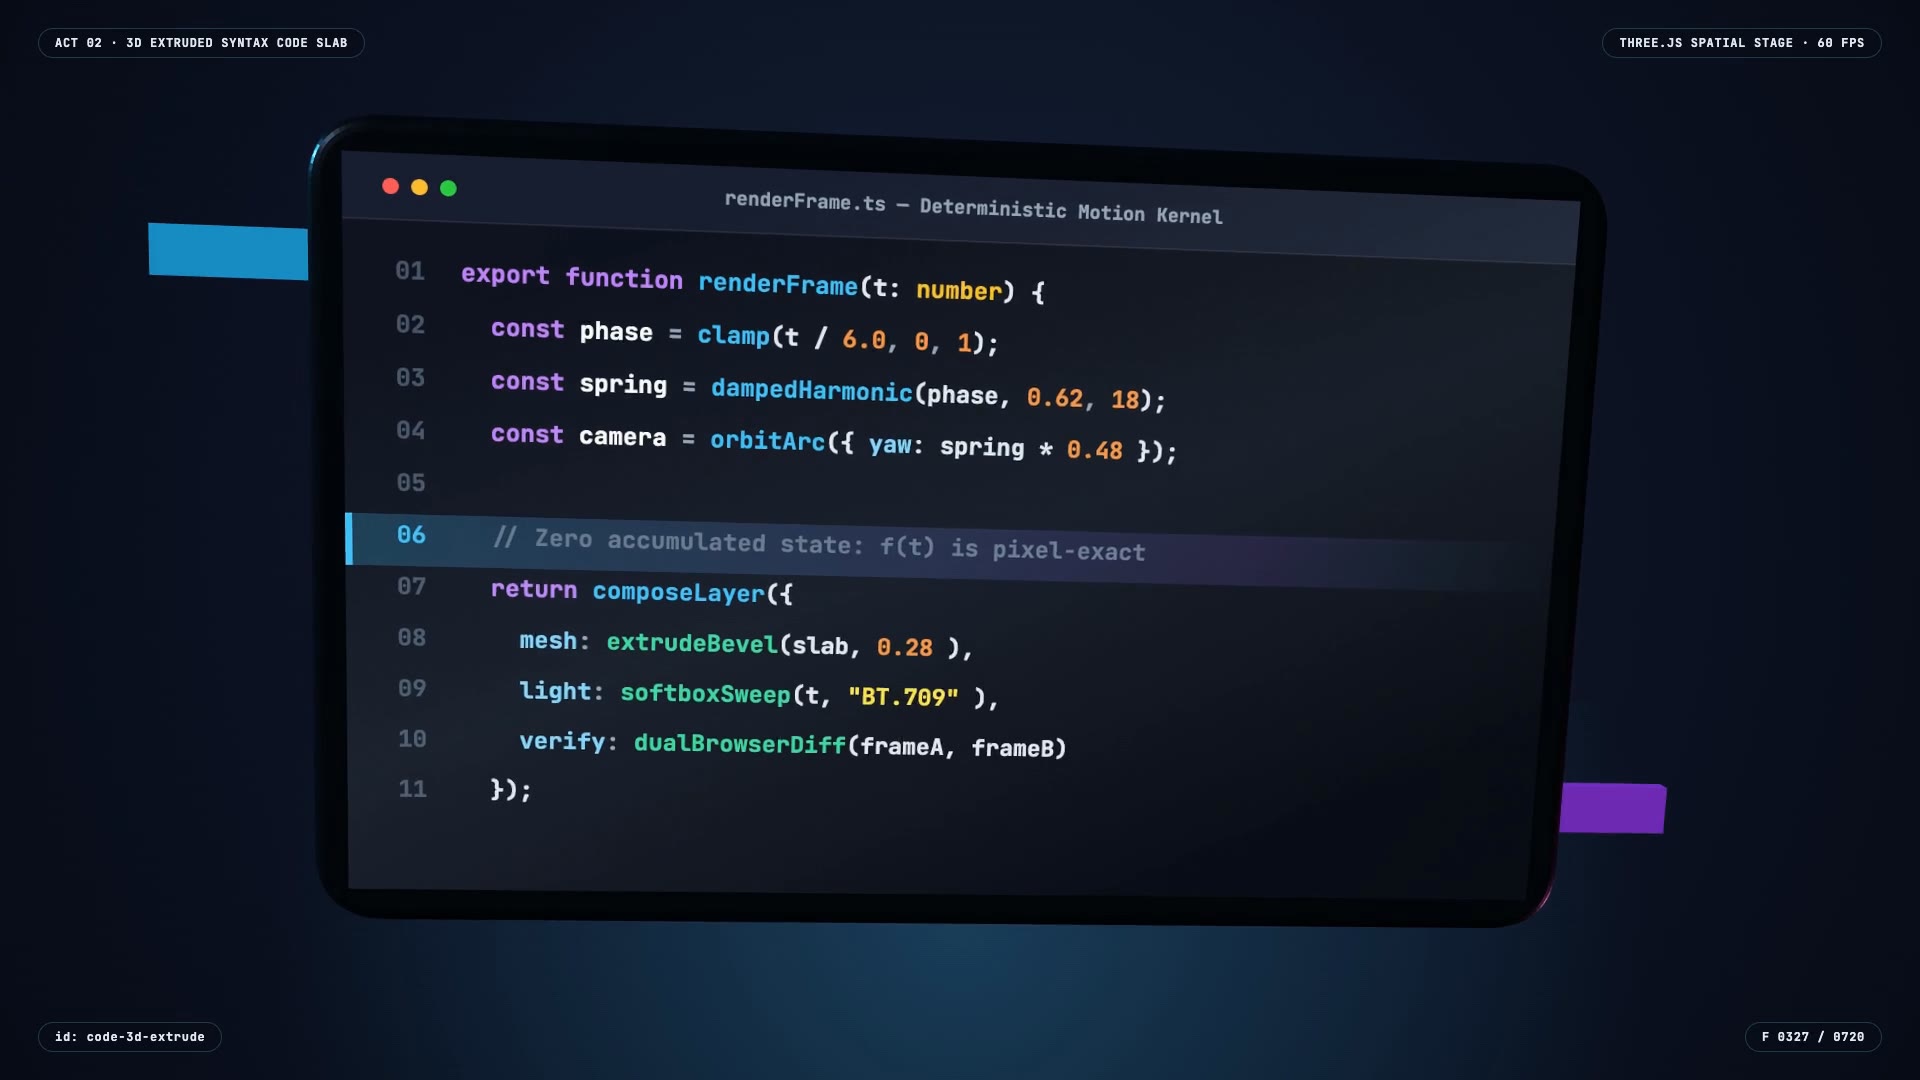 ACT 02 · 3D EXTRUDED SYNTAX CODE SLAB
THREE.JS SPATIAL STAGE · 60 FPS
renderFrame.ts — Deterministic Motion Kernel
01 export function renderFrame(t: number) {
02 const phase = clamp(t / 6.0, 0, 1);
03 const spring = dampedHarmonic(phase, 0.62, 18);
04 const camera = orbitArc({ yaw: spring * 0.48 });
05
06 // Zero accumulated state: f(t) is pixel-exact
07 return composeLayer({
08 mesh: extrudeBevel(slab, 0.28 ),
09 light: softboxSweep(t, "BT.709" ),
10 verify: dualBrowserDiff(frameA, frameB)
11 });
id: code-3d-extrude
F 0327 / 0720